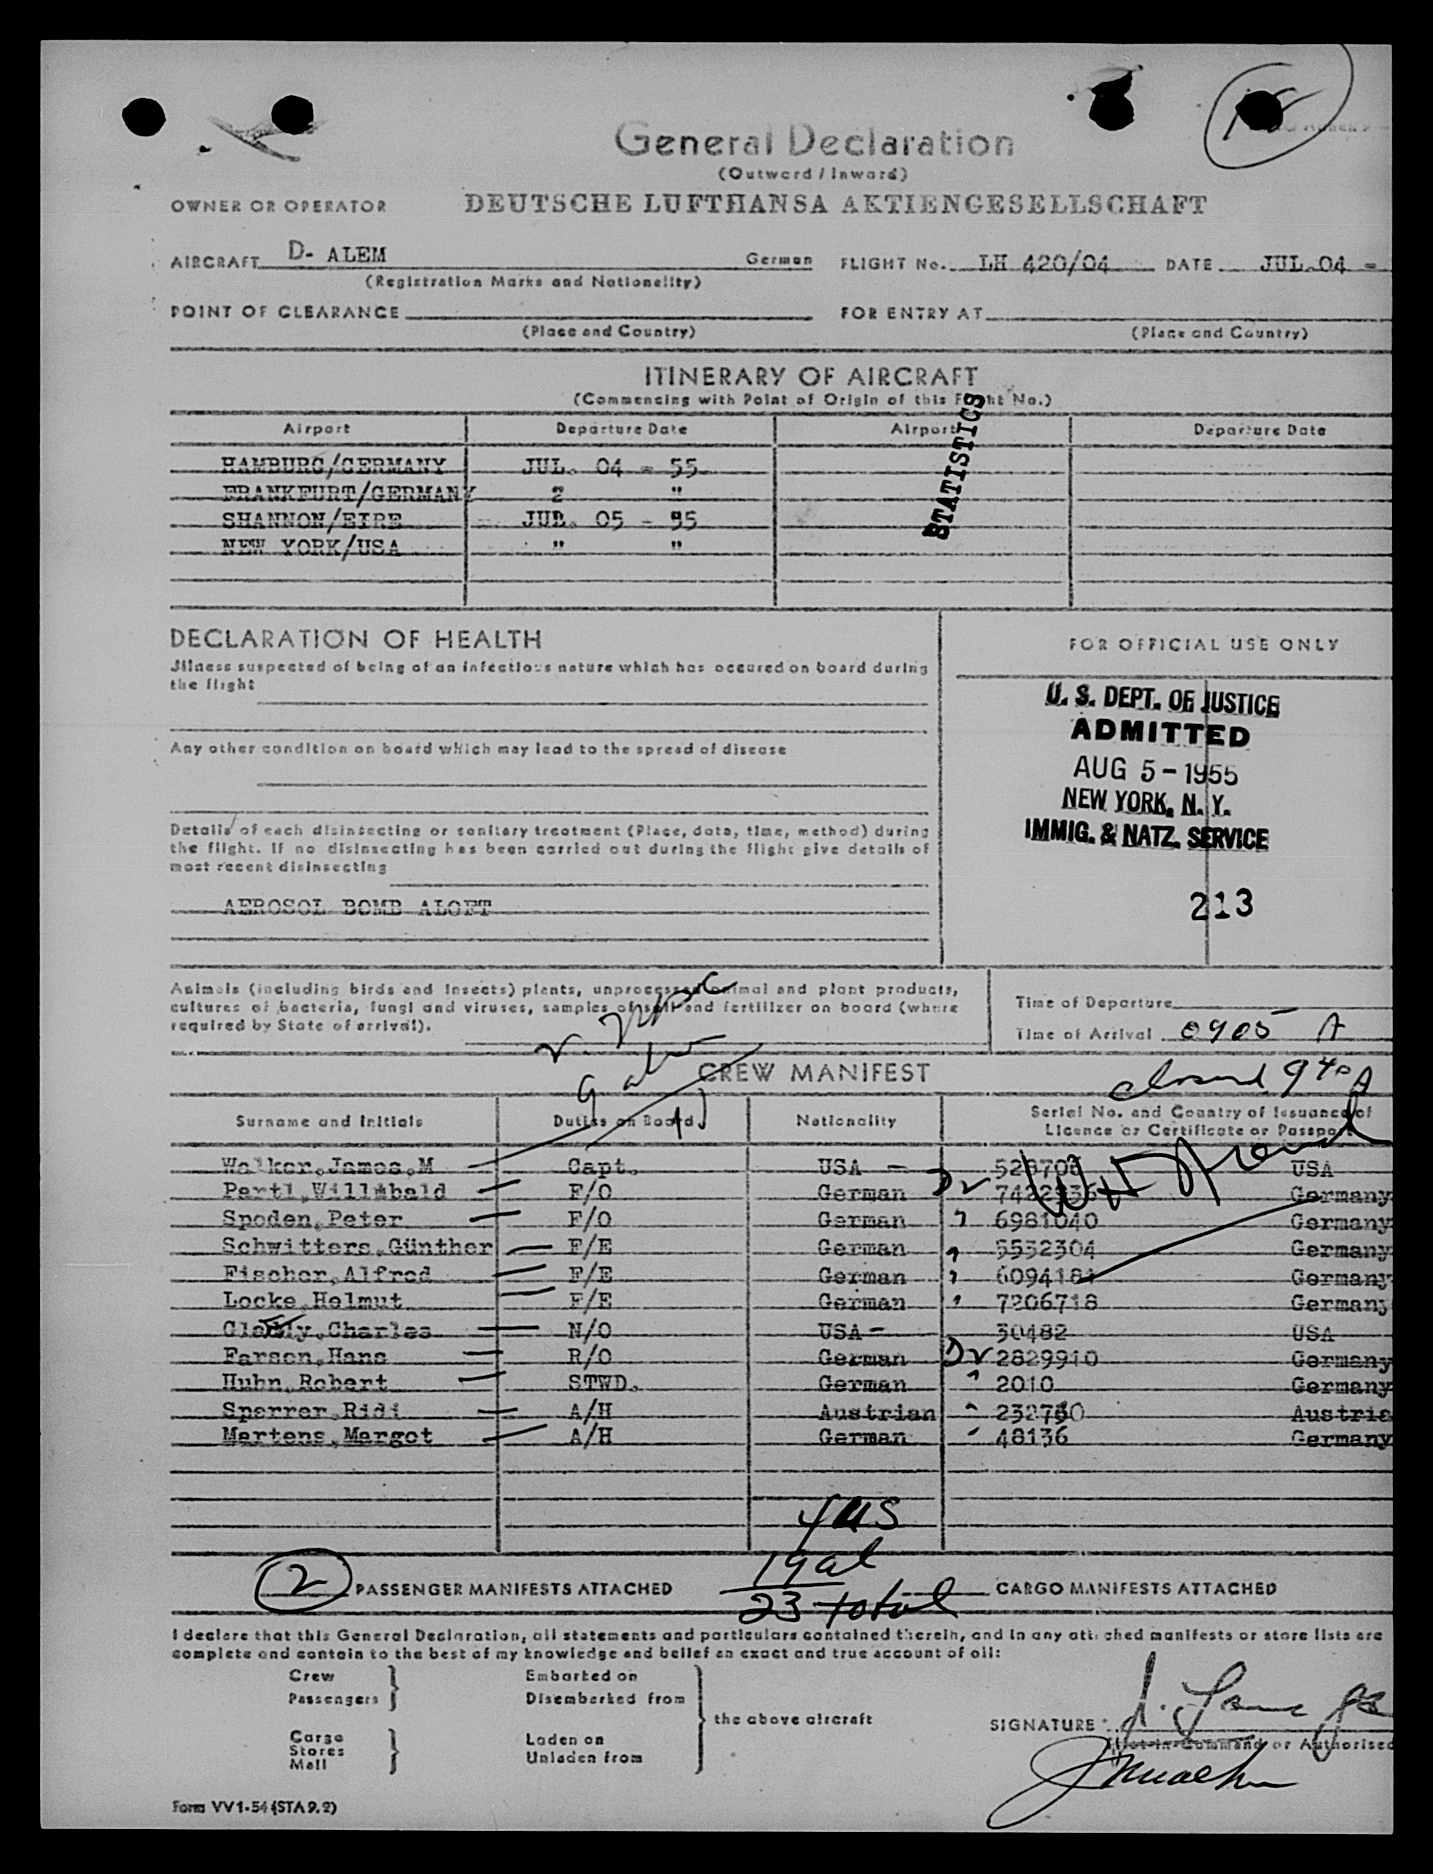 General Declaration
(Outward / Inward)
OWNER OR OPERATOR DEUTSCHE LUFTHANSA AKTIENGESELLSCHAFT
AIRCRAFT D- ALEM German FLIGHT No. LH 420/04 DATE JUL.04 -
(Registration Marks and Nationality)
POINT OF CLEARANCE FOR ENTRY AT
(Place and Country) (Place and Country)
ITINERARY OF AIRCRAFT
(Commencing with Point of Origin of this Flight No.)
STATISTICS
Airport Departure Date Airport Departure Date
HAMBURG/GERMANY JUL. 04 - 55
FRANKFURT/GERMANY 2 "
SHANNON/EIRE JUL. 05 - 55
NEW YORK/USA " "
DECLARATION OF HEALTH
Illness suspected of being of an infectious nature which has occured on board during
the flight
Any other condition on board which may lead to the spread of disease
Details of each disinsecting or sanitary treatment (Place, date, time, method) during
the flight. If no disinsecting has been carried out during the flight give details of
most recent disinsecting
AEROSOL BOMB ALOFT
FOR OFFICIAL USE ONLY
U. S. DEPT. OF JUSTICE
ADMITTED
AUG 5 - 1955
NEW YORK, N. Y.
IMMIG. & NATZ. SERVICE
213
Animals (including birds and insects) plants, unprocessed animal and plant products,
cultures of bacteria, fungi and viruses, samples of soil and fertilizer on board (where
required by State of arrival).
Time of Departure
Time of Arrival 0905 A
closed 940 A
CREW MANIFEST
Surname and Initials Duties on Board Nationality Serial No. and Country of Issuance of
Licence or Certificate or Passport
Walker,James,M Capt. USA 528708 USA
Pertl,Willibald F/O German Germany
Spoden,Peter F/O German 6981040 Germany
Schwitters,Günther F/E German 5532304 Germany
Fischer,Alfred F/E German 6094181 Germany
Locke,Helmut F/E German 7206718 Germany
Charles N/O USA 30482 USA
Farson,Hans R/O German 2829910 Germany
Huhn,Robert STWD. German 2010 Germany
Sperrer,Ridi A/H Austrian Austria
Martens,Margot A/H German 48136 Germany
4us
19 al
23 total
2 PASSENGER MANIFESTS ATTACHED CARGO MANIFESTS ATTACHED
I declare that this General Declaration, all statements and particulars contained therein, and in any attached manifests or store lists are
complete and contain to the best of my knowledge and belief an exact and true account of all:
Crew Embarked on
Passengers Disembarked from
the above aircraft
Cargo Laden on
Stores Unladen from
Mail
SIGNATURE
Pilot-in-Command or Authorised
Form VV1-54 (STA 9.2)